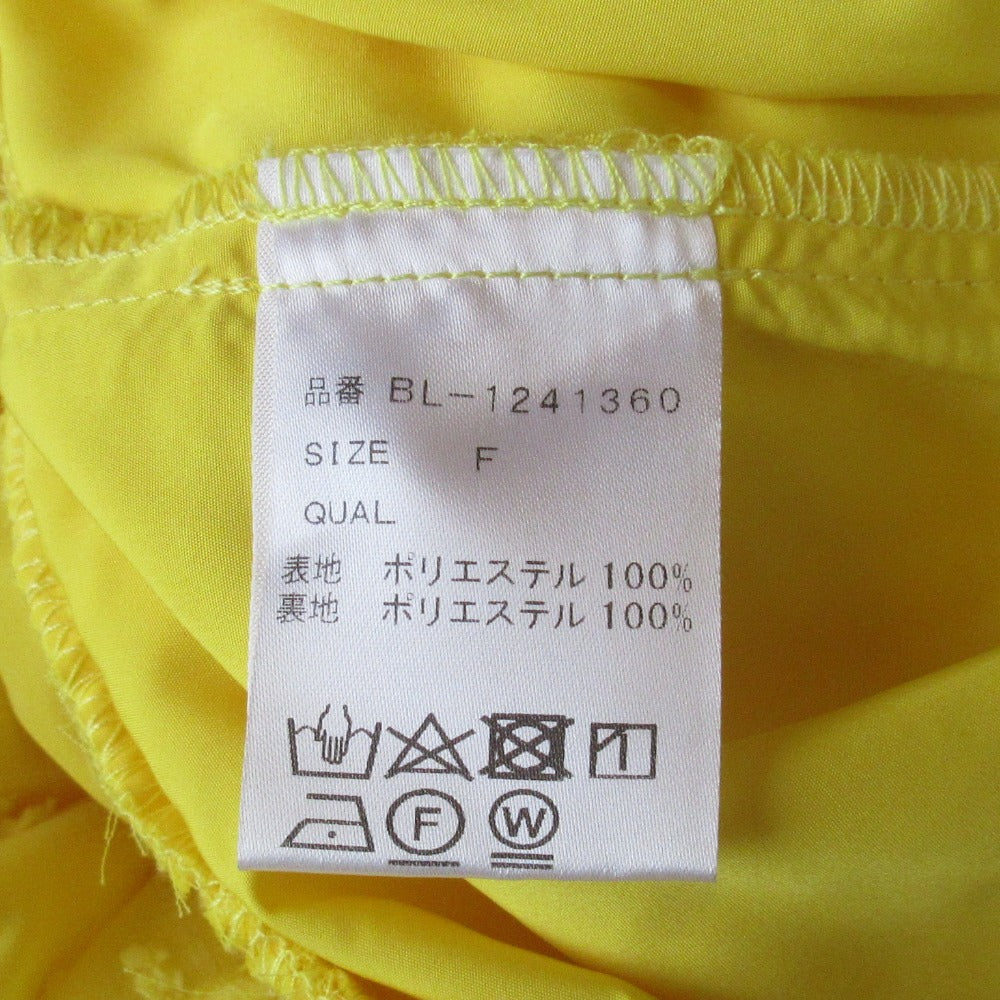 品番 BL-1241360
SIZE F
QUAL.
表地 ポリエステル 100%
裏地 ポリエステル 100%
F W